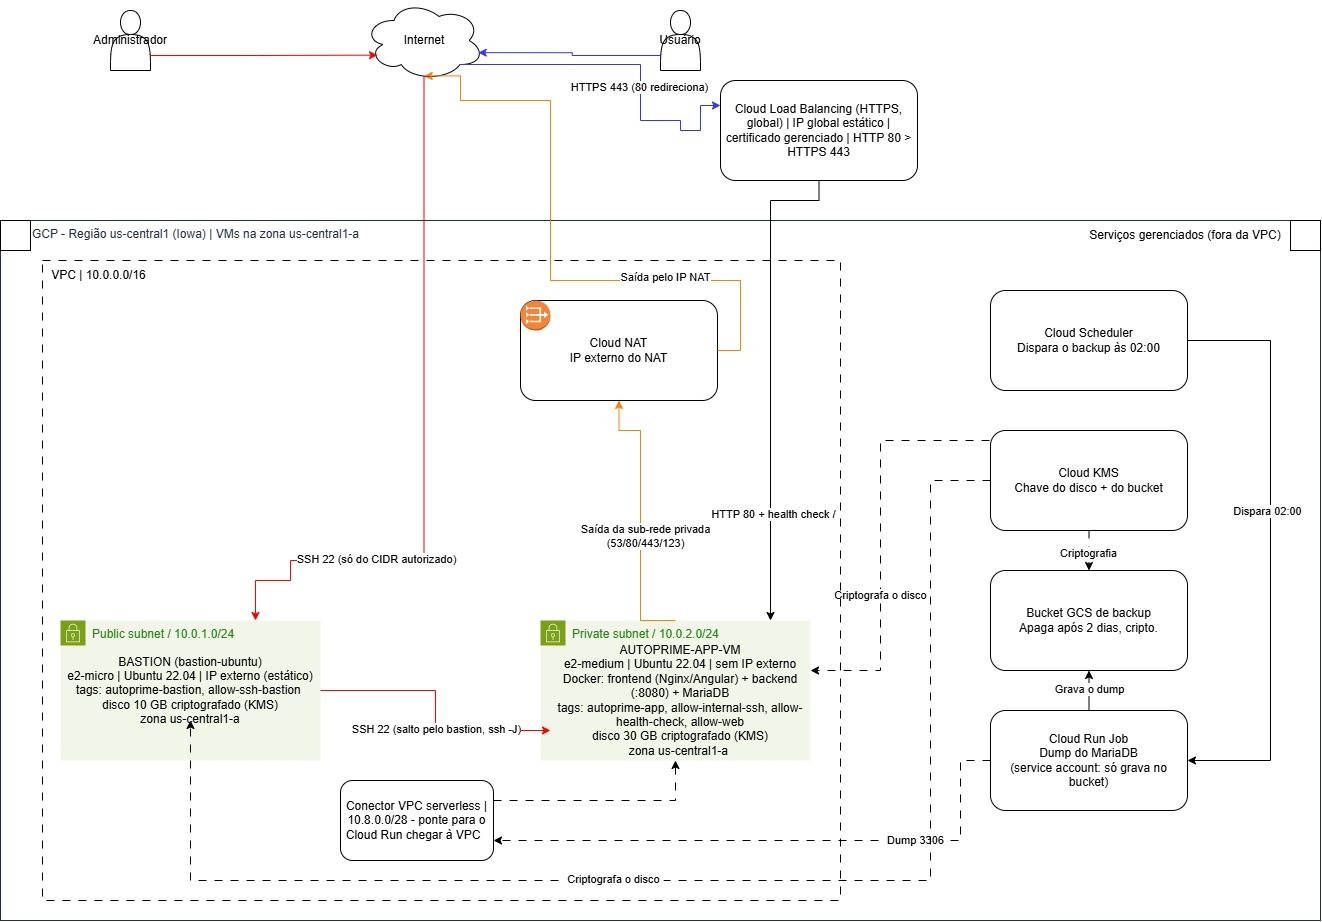 Administrador
Internet
Usuário
HTTPS 443 (80 redireciona)
Cloud Load Balancing (HTTPS,
global) | IP global estático |
certificado gerenciado | HTTP 80 >
HTTPS 443
GCP - Região us-central1 (Iowa) | VMs na zona us-central1-a
Serviços gerenciados (fora da VPC)
VPC | 10.0.0.0/16
Saída pelo IP NAT
Cloud NAT
IP externo do NAT
Cloud Scheduler
Dispara o backup às 02:00
Cloud KMS
Chave do disco + do bucket
Dispara 02:00
HTTP 80 + health check /
Saída da sub-rede privada
(53/80/443/123)
Criptografia
SSH 22 (só do CIDR autorizado)
Criptografa o disco
Bucket GCS de backup
Apaga após 2 dias, cripto.
Public subnet / 10.0.1.0/24
BASTION (bastion-ubuntu)
e2-micro | Ubuntu 22.04 | IP externo (estático)
tags: autoprime-bastion, allow-ssh-bastion
disco 10 GB criptografado (KMS)
zona us-central1-a
Private subnet / 10.0.2.0/24
AUTOPRIME-APP-VM
e2-medium | Ubuntu 22.04 | sem IP externo
Docker: frontend (Nginx/Angular) + backend
(:8080) + MariaDB
tags: autoprime-app, allow-internal-ssh, allow-
health-check, allow-web
disco 30 GB criptografado (KMS)
zona us-central1-a
Grava o dump
SSH 22 (salto pelo bastion, ssh -J)
Cloud Run Job
Dump do MariaDB
(service account: só grava no
bucket)
Conector VPC serverless |
10.8.0.0/28 - ponte para o
Cloud Run chegar à VPC
Dump 3306
Criptografa o disco